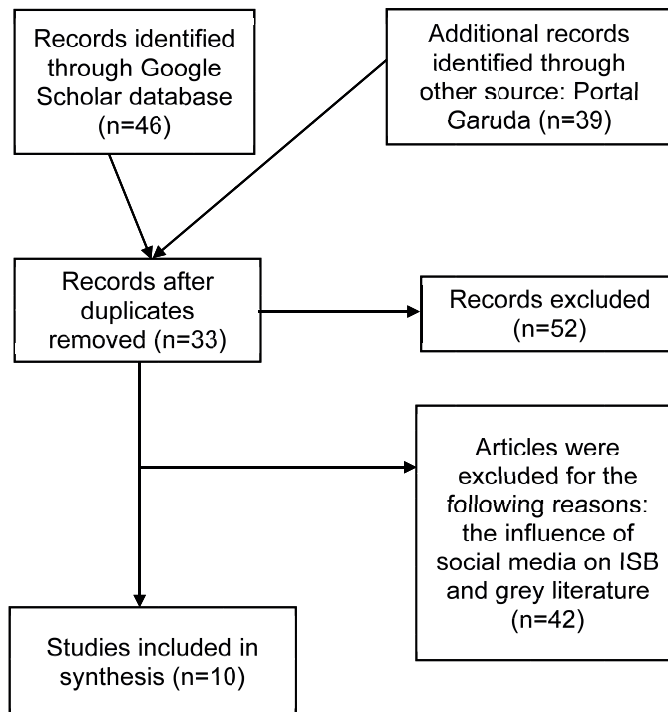 Records identified
through Google
Scholar database
(n=46)
Additional records
identified through
other source: Portal
Garuda (n=39)
Records after
duplicates
removed (n=33)
Records excluded
(n=52)
Articles were
excluded for the
following reasons:
the influence of
social media on ISB
and grey literature
(n=42)
Studies included in
synthesis (n=10)